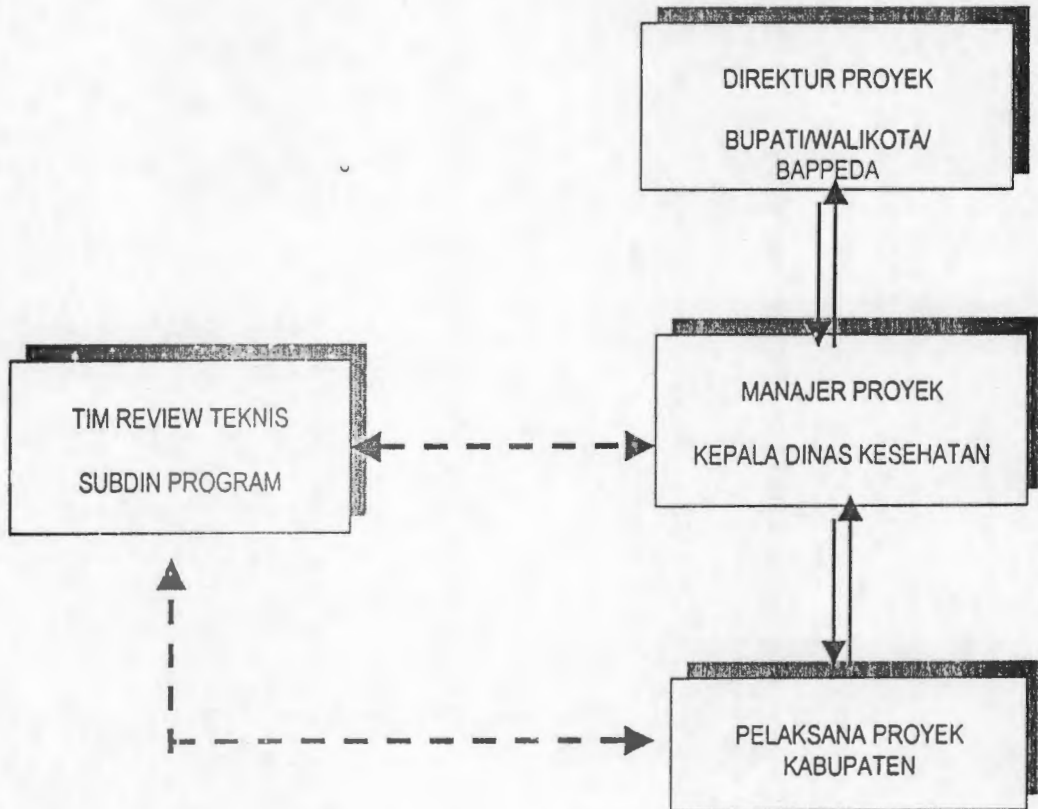 DIREKTUR PROYEK
BUPATI/WALIKOTA/
BAPPEDA
TIM REVIEW TEKNIS
SUBDIN PROGRAM
MANAJER PROYEK
KEPALA DINAS KESEHATAN
PELAKSANA PROYEK
KABUPATEN